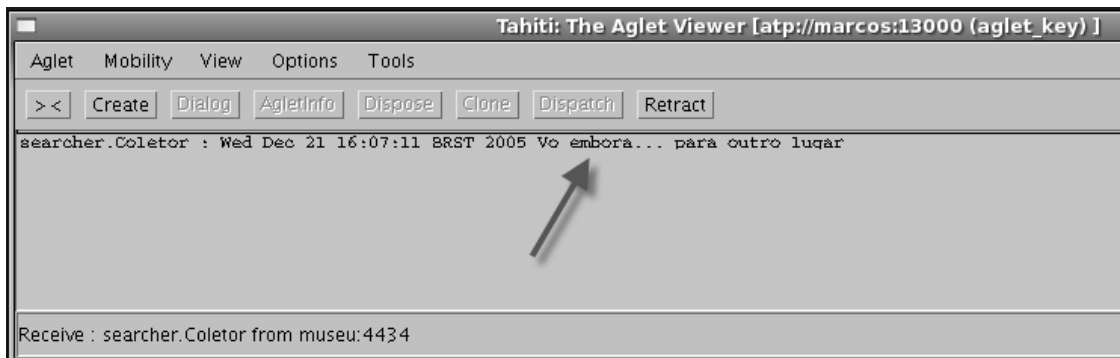 Tahiti: The Aglet Viewer [atp://marcos:13000 (aglet_key) ]
Aglet Mobility View Options Tools
> < Create Dialog AgletInfo Dispose Clone Dispatch Retract
searcher.Coletor : Wed Dec 21 16:07:11 BRST 2005 Vo embora... para outro lugar
Receive : searcher.Coletor from museu:4434